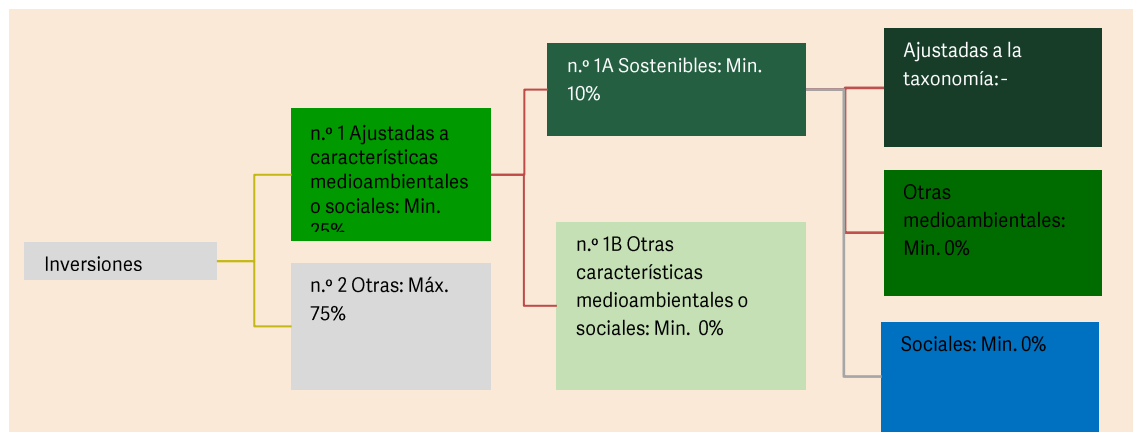 Inversiones
n.º 1 Ajustadas a
características
medioambientales
o sociales: Min.
25%
n.º 2 Otras: Máx.
75%
n.º 1A Sostenibles: Min.
10%
n.º 1B Otras
características
medioambientales o
sociales: Min. 0%
Ajustadas a la
taxonomía:-
Otras
medioambientales:
Min. 0%
Sociales: Min. 0%